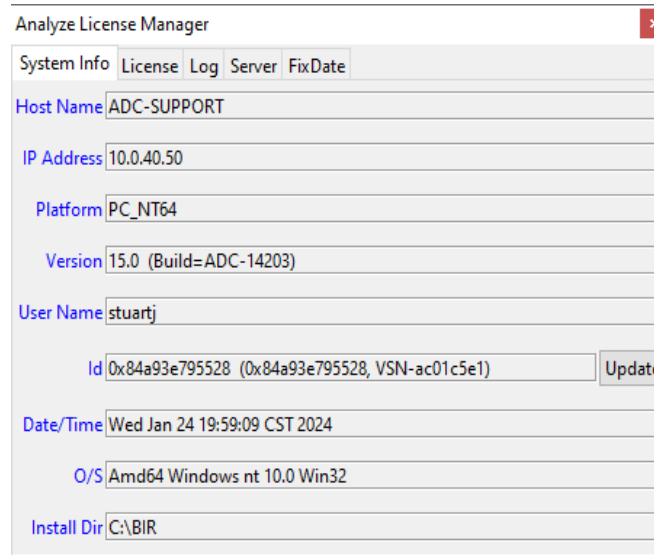 Analyze License Manager
System Info License Log Server FixDate
Host Name ADC-SUPPORT
IP Address 10.0.40.50
Platform PC_NT64
Version 15.0 (Build=ADC-14203)
User Name stuartj
Id 0x84a93e795528 (0x84a93e795528, VSN-ac01c5e1) Update
Date/Time Wed Jan 24 19:59:09 CST 2024
O/S Amd64 Windows nt 10.0 Win32
Install Dir C:\BIR